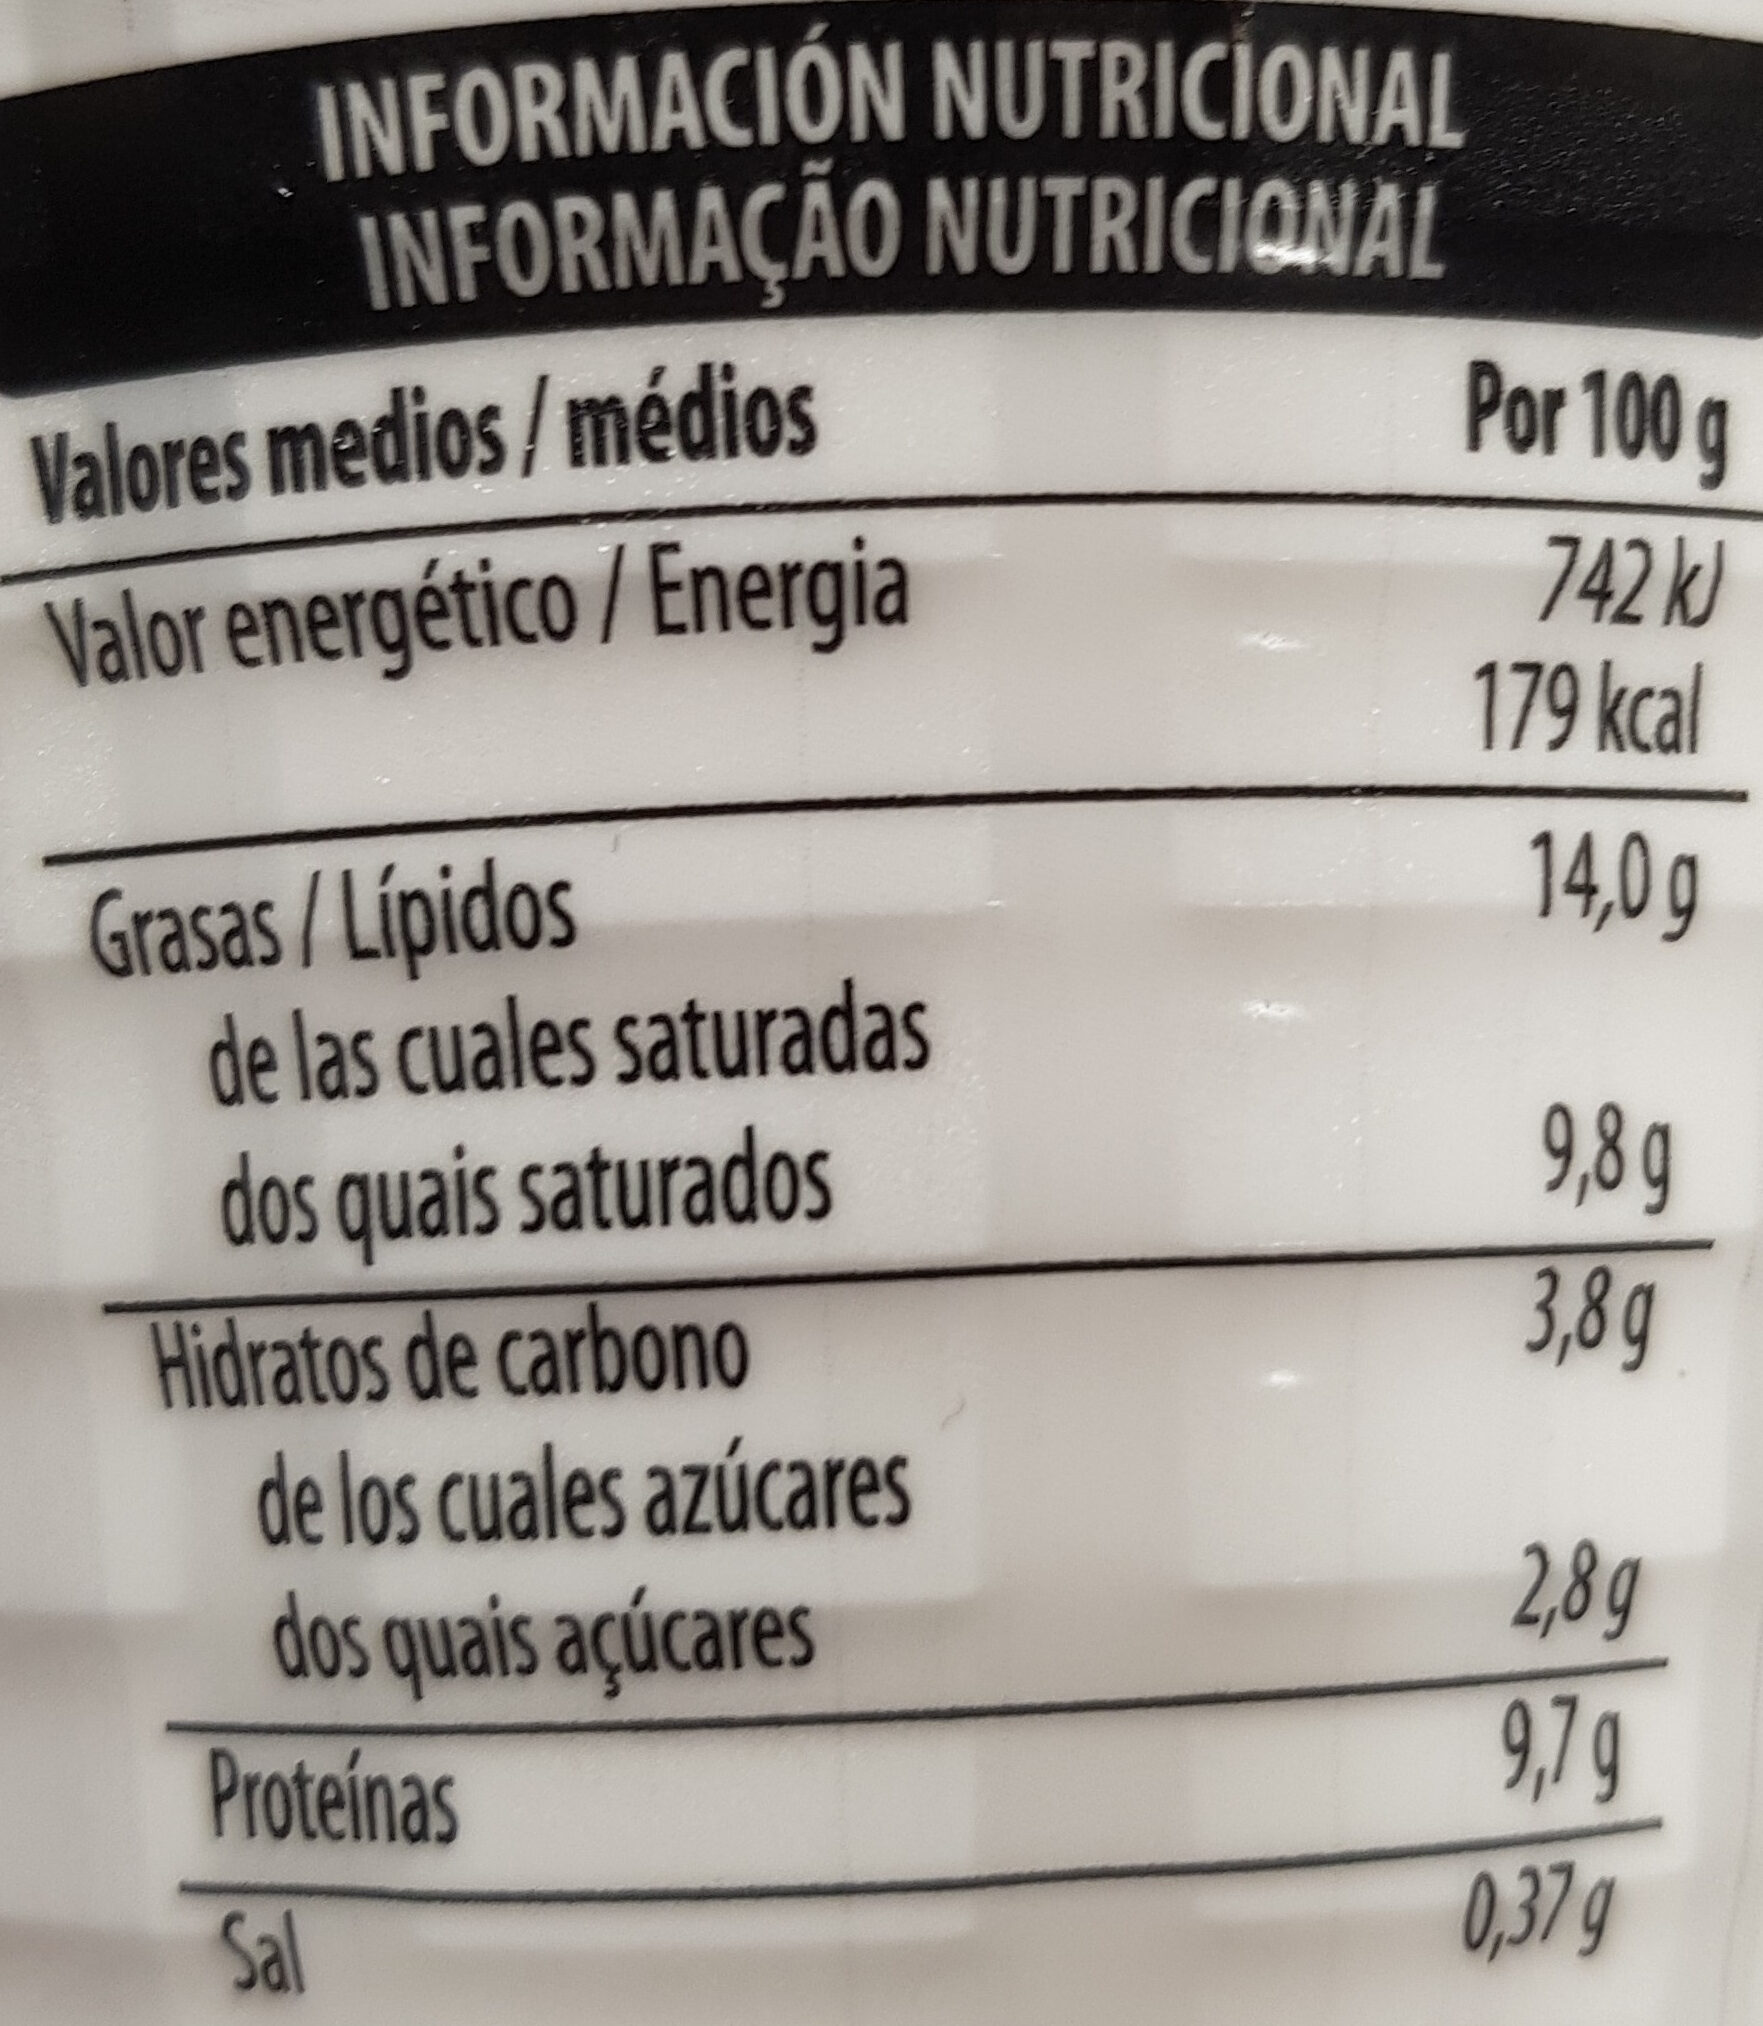 INFORMACIÓN NUTRICIONAL
INFORMAÇÃO NUTRICIONAL
Valores medios / médios Por 100 g
Valor energético / Energia 742 kJ
179 kcal
Grasas / Lípidos 14,0 g
de las cuales saturadas
dos quais saturados 9,8 g
Hidratos de carbono 3,8 g
de los cuales azúcares
dos quais açúcares 2,8 g
Proteínas 9,7 g
Sal 0,37 g